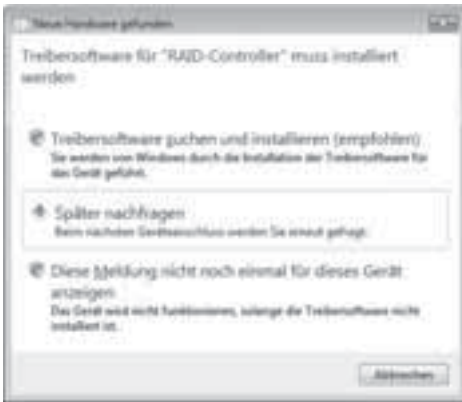 Neue Hardware gefunden
Treibersoftware für "RAID-Controller" muss installiert
werden
Treibersoftware suchen und installieren (empfohlen)
Sie werden von Windows durch die Installation der Treibersoftware für
das Gerät geführt.
Später nachfragen
Beim nächsten Geräteanschluss werden Sie erneut gefragt.
Diese Meldung nicht noch einmal für dieses Gerät
anzeigen
Das Gerät wird nicht funktionieren, solange die Treibersoftware nicht
installiert ist.
Abbrechen